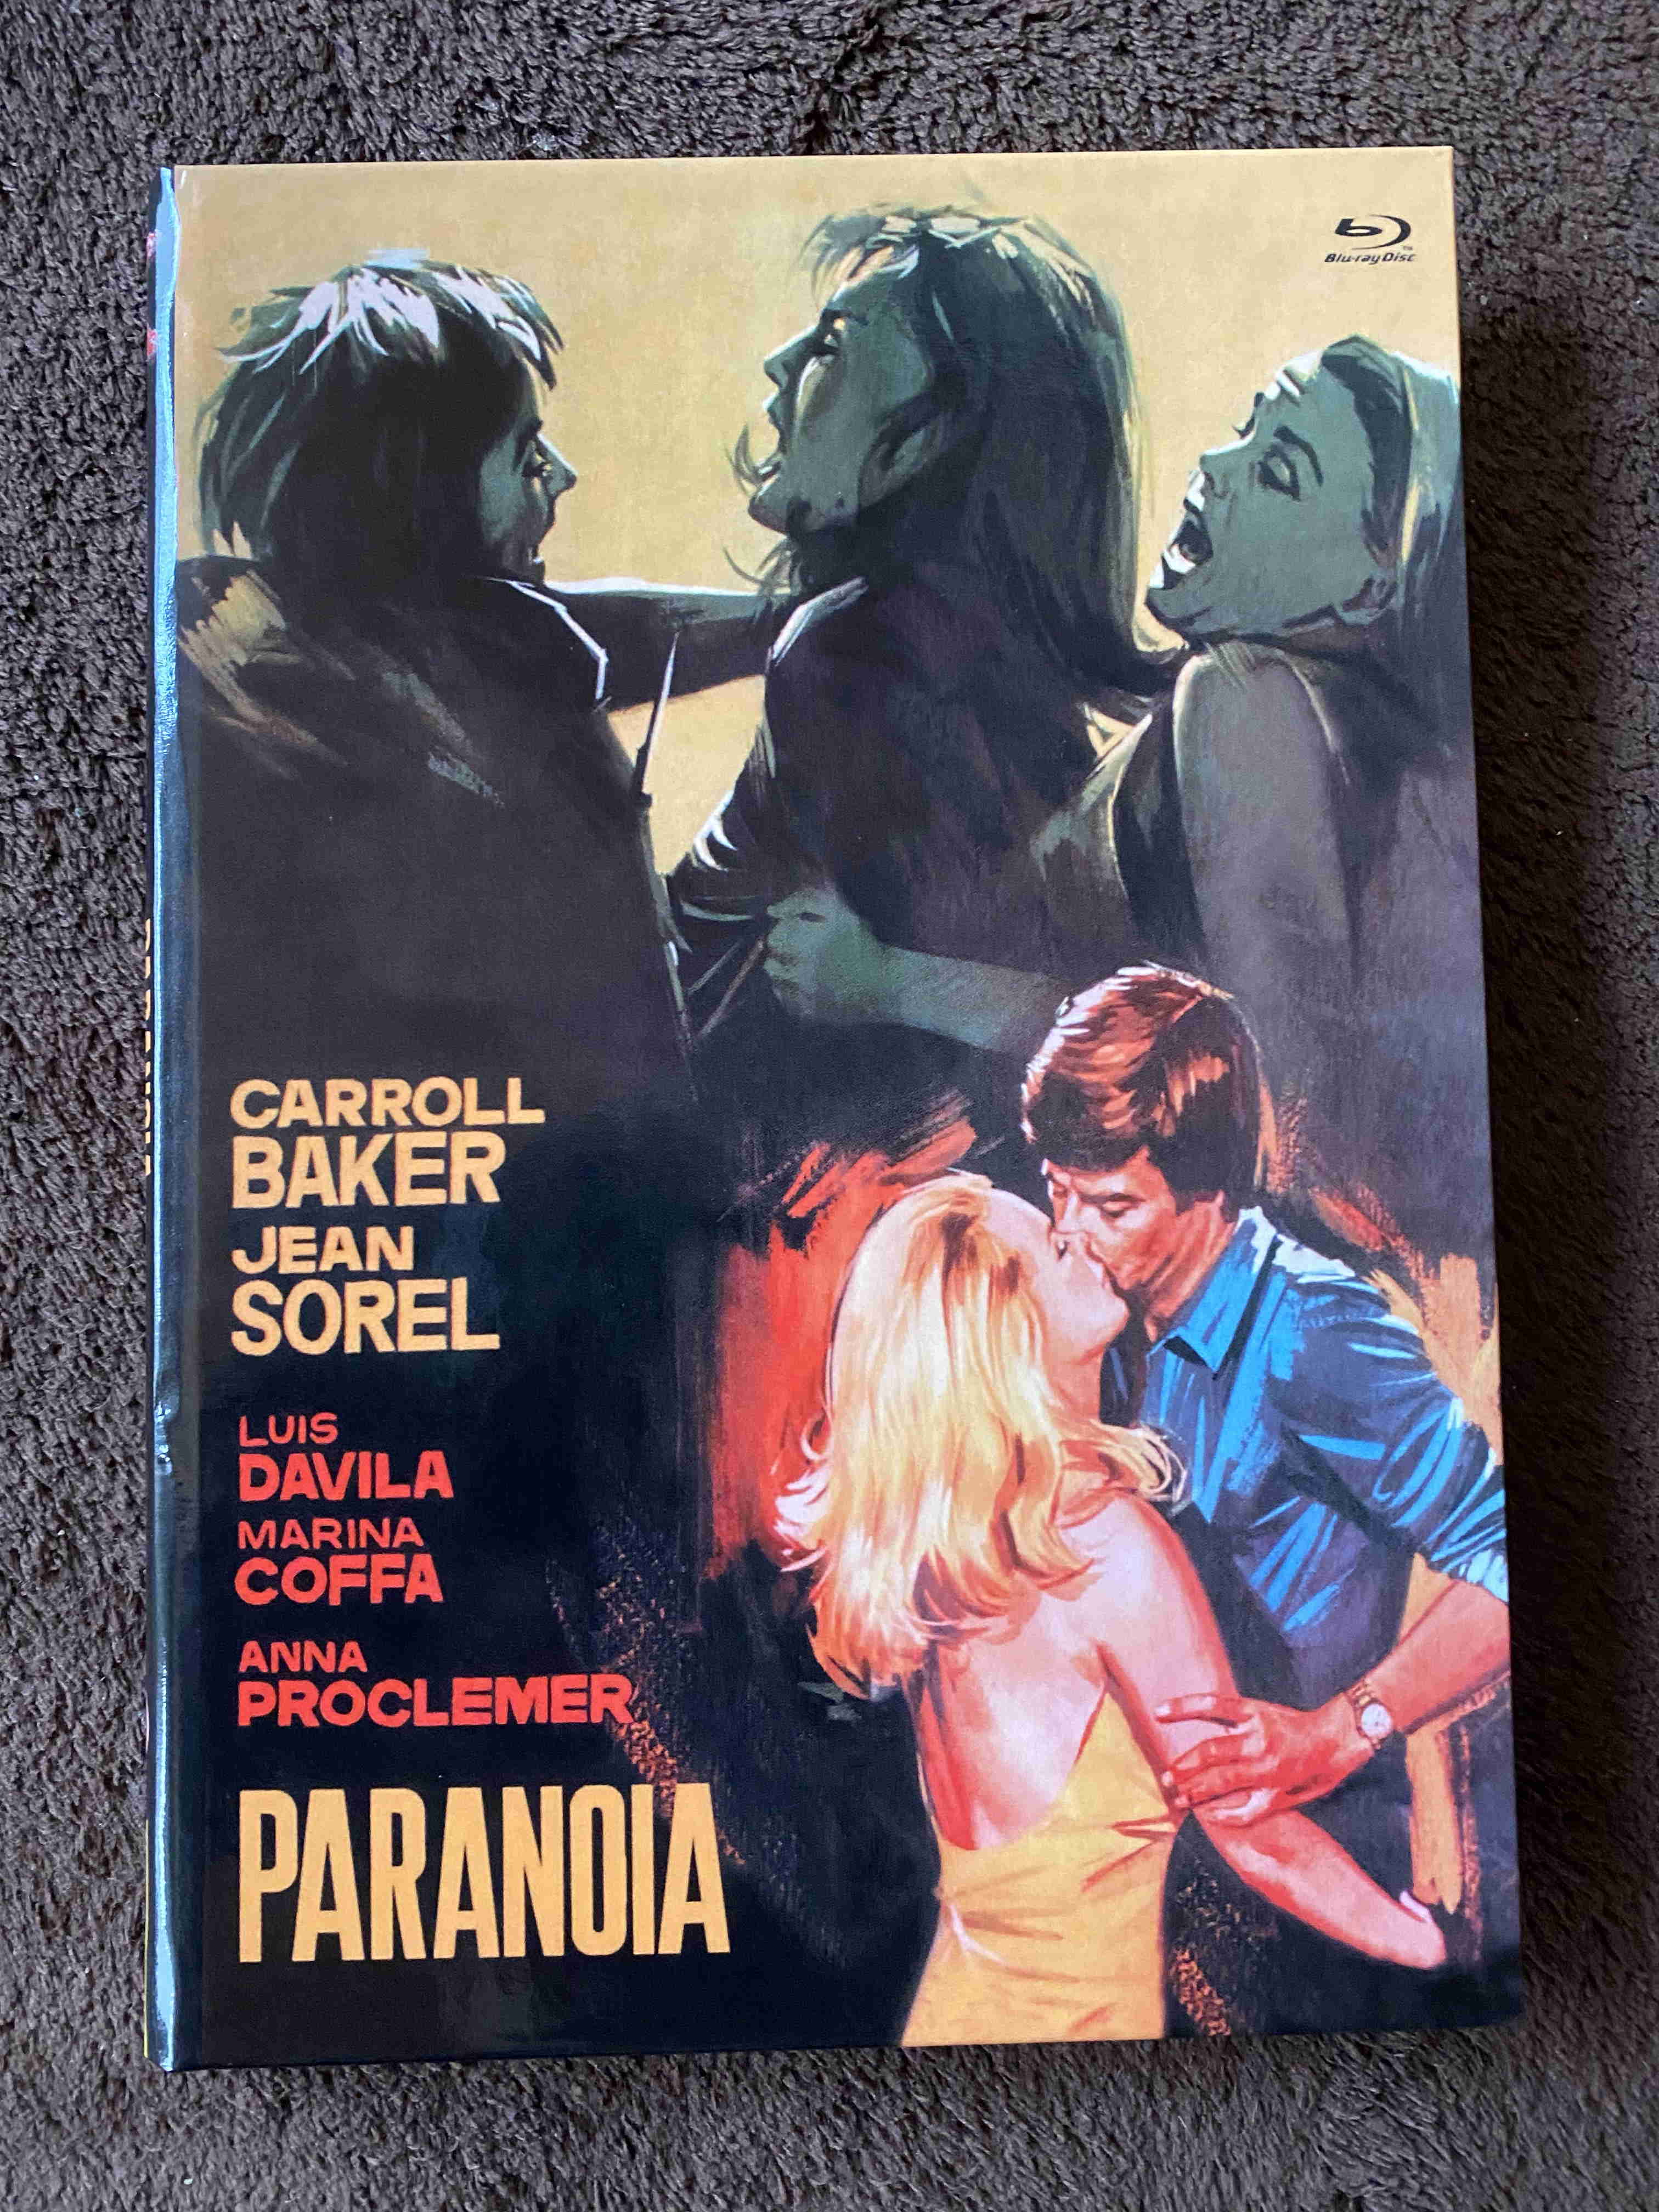 Blu-ray Disc
CARROLL
BAKER
JEAN
SOREL
LUIS
DAVILA
MARINA
COFFA
ANNA
PROCLEMER
PARANOIA